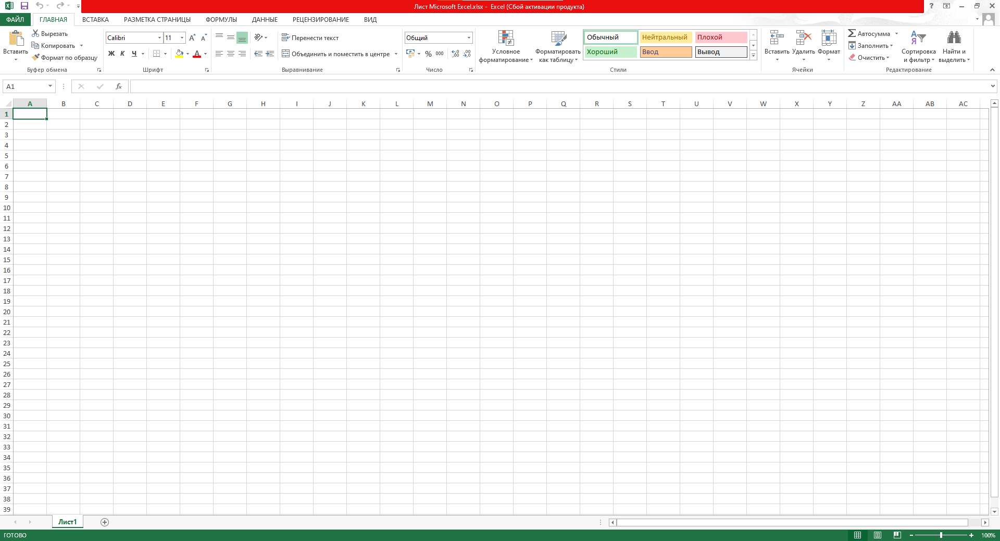 Лист Microsoft Excel.xlsx - Excel (Сбой активации продукта)
ФАЙЛ ГЛАВНАЯ ВСТАВКА РАЗМЕТКА СТРАНИЦЫ ФОРМУЛЫ ДАННЫЕ РЕЦЕНЗИРОВАНИЕ ВИД
Вставить
Вырезать
Копировать
Формат по образцу
Буфер обмена
Calibri 11
Ж К Ч
Шрифт
Перенести текст
Объединить и поместить в центре
Выравнивание
Общий
% 000
Число
Условное
форматирование
Форматировать
как таблицу
Обычный Нейтральный Плохой
Хороший Ввод Вывод
Стили
Вставить Удалить Формат
Ячейки
Автосумма
Заполнить
Очистить
Сортировка
и фильтр
Найти и
выделить
Редактирование
A1
fx
A B C D E F G H I J K L M N O P Q R S T U V W X Y Z AA AB AC
1
2
3
4
5
6
7
8
9
10
11
12
13
14
15
16
17
18
19
20
21
22
23
24
25
26
27
28
29
30
31
32
33
34
35
36
37
38
39
Лист1
ГОТОВО
100%